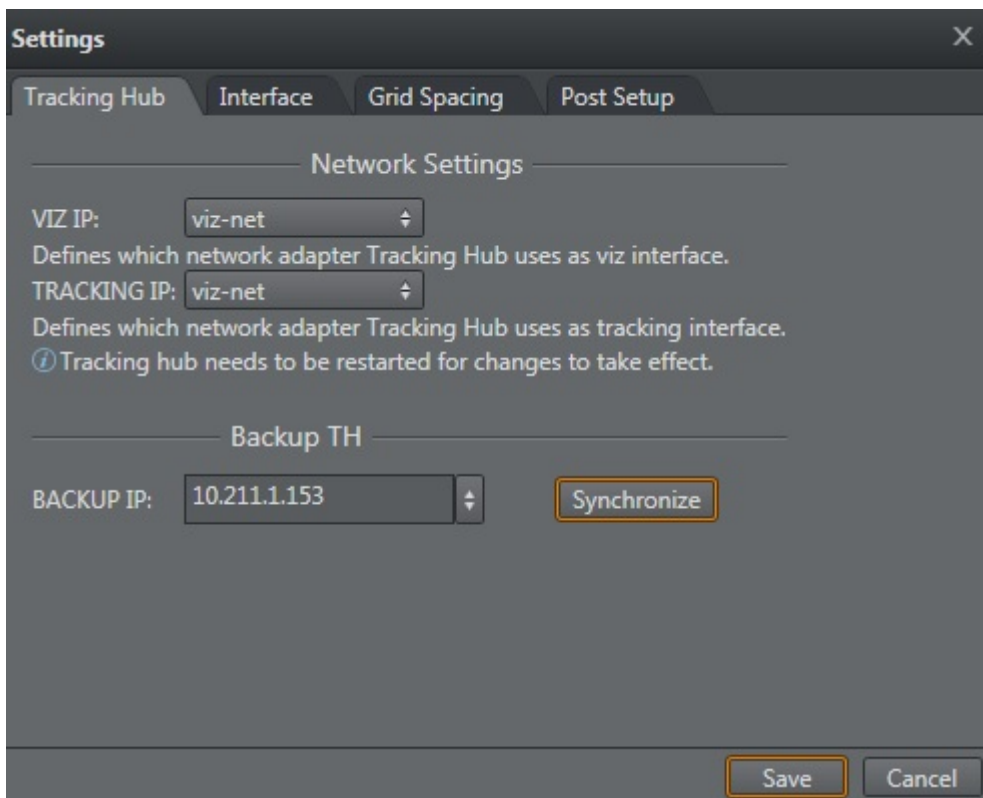 Settings X
Tracking Hub Interface Grid Spacing Post Setup
Network Settings
VIZ IP: viz-net
Defines which network adapter Tracking Hub uses as viz interface.
TRACKING IP: viz-net
Defines which network adapter Tracking Hub uses as tracking interface.
i Tracking hub needs to be restarted for changes to take effect.
Backup TH
BACKUP IP: 10.211.1.153 Synchronize
Save Cancel